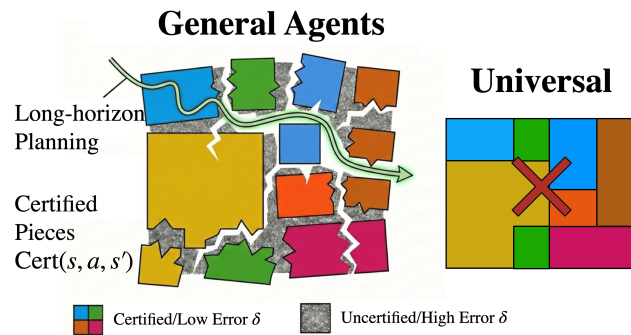 General Agents
Universal
Long-horizon
Planning
Certified
Pieces
Cert(s, a, s′)
Certified/Low Error δ
Uncertified/High Error δ